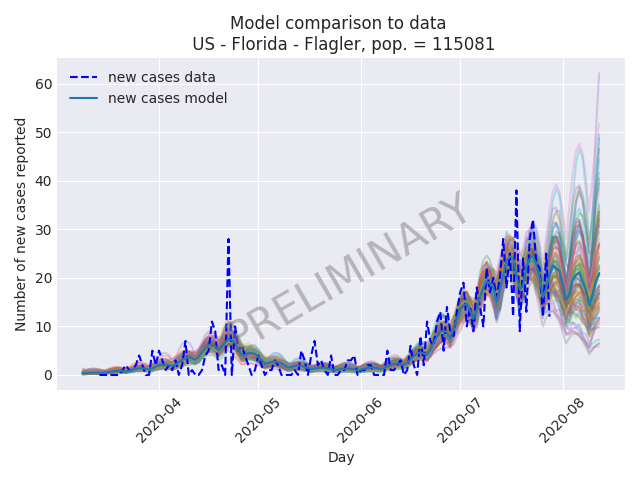 Model comparison to data
US - Florida - Flagler, pop. = 115081
new cases data
new cases model
PRELIMINARY
Number of new cases reported
60
50
40
30
20
10
0
2020-04
2020-05
2020-06
2020-07
2020-08
Day